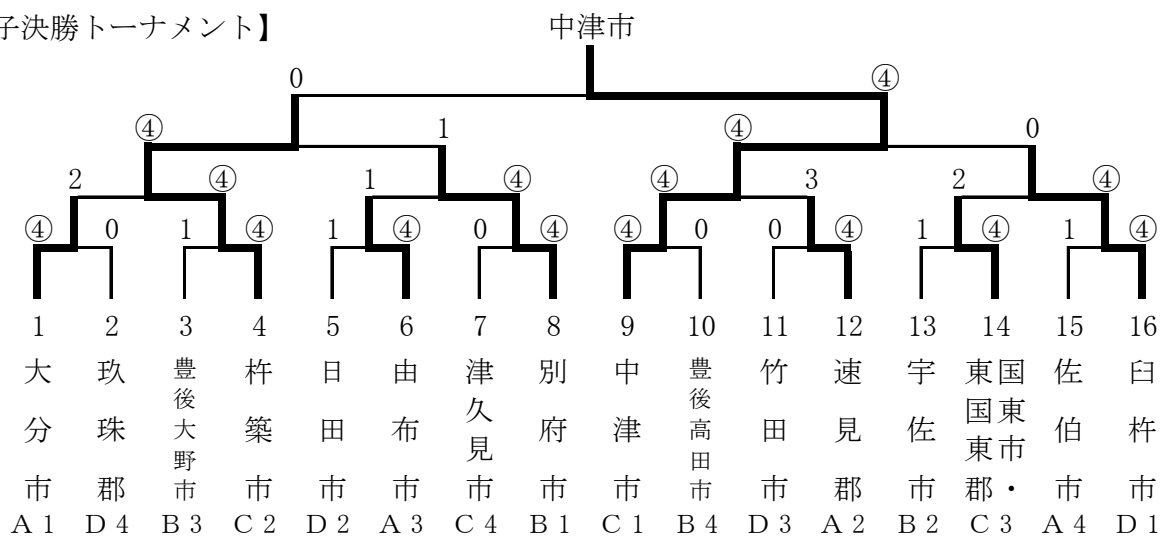 子決勝トーナメント】 中津市
0 ④
④ 1 ④ 0
2 ④ 1 ④ ④ 3 2 ④
④ 0 1 ④ 1 ④ 0 ④ ④ 0 0 ④ 1 ④ 1 ④
1 2 3 4 5 6 7 8 9 10 11 12 13 14 15 16
大分市 玖珠郡 豊後大野市 杵築市 日田市 由布市 津久見市 別府市 中津市 豊後高田市 竹田市 速見郡 宇佐市 国東市・東国東郡 佐伯市 臼杵市
A1 D4 B3 C2 D2 A3 C4 B1 C1 B4 D3 A2 B2 C3 A4 D1